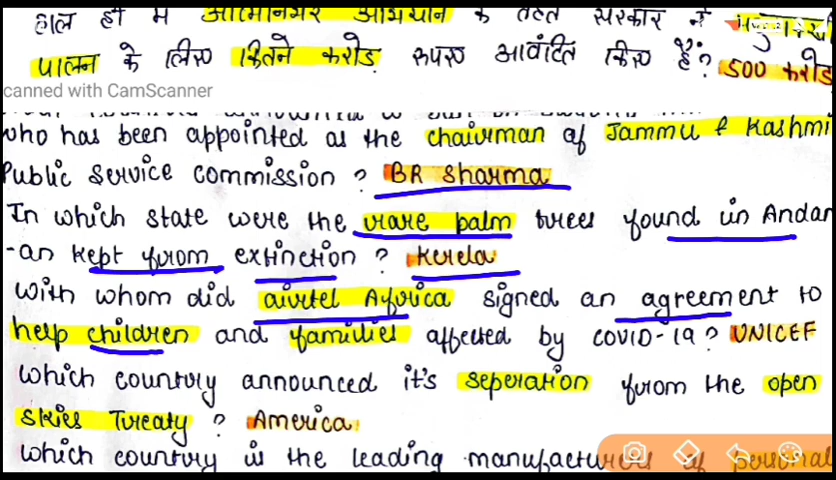 हाल ही में आत्मनिर्भर अभियान के तहत सरकार ने
पालन के लिए कितने करोड़ रुपए आवंटित किए हैं? 500 करोड़
canned with CamScanner
who has been appointed as the chairman of Jammu & Kashmi
Public Service commission? BR Sharma
In which state were the rare palm trees found in Andam
-an kept from extinction? Kerela
with whom did airtel Africa signed an agreement to
help children and families affected by COVID-19? UNICEF
which country announced it's seperation from the open
skies Treaty? America
which country is the leading manufacturers of personal